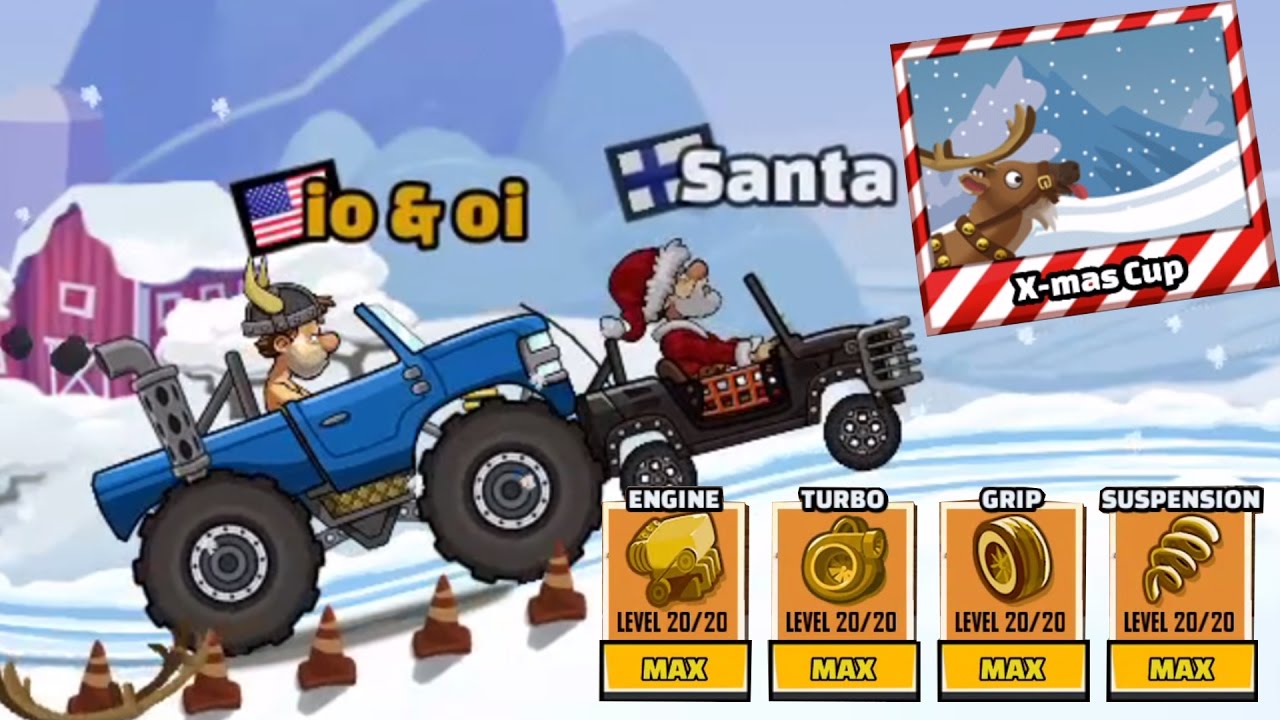 io & oi
Santa
X-mas Cup
ENGINE
LEVEL 20/20
MAX
TURBO
LEVEL 20/20
MAX
GRIP
LEVEL 20/20
MAX
SUSPENSION
LEVEL 20/20
MAX